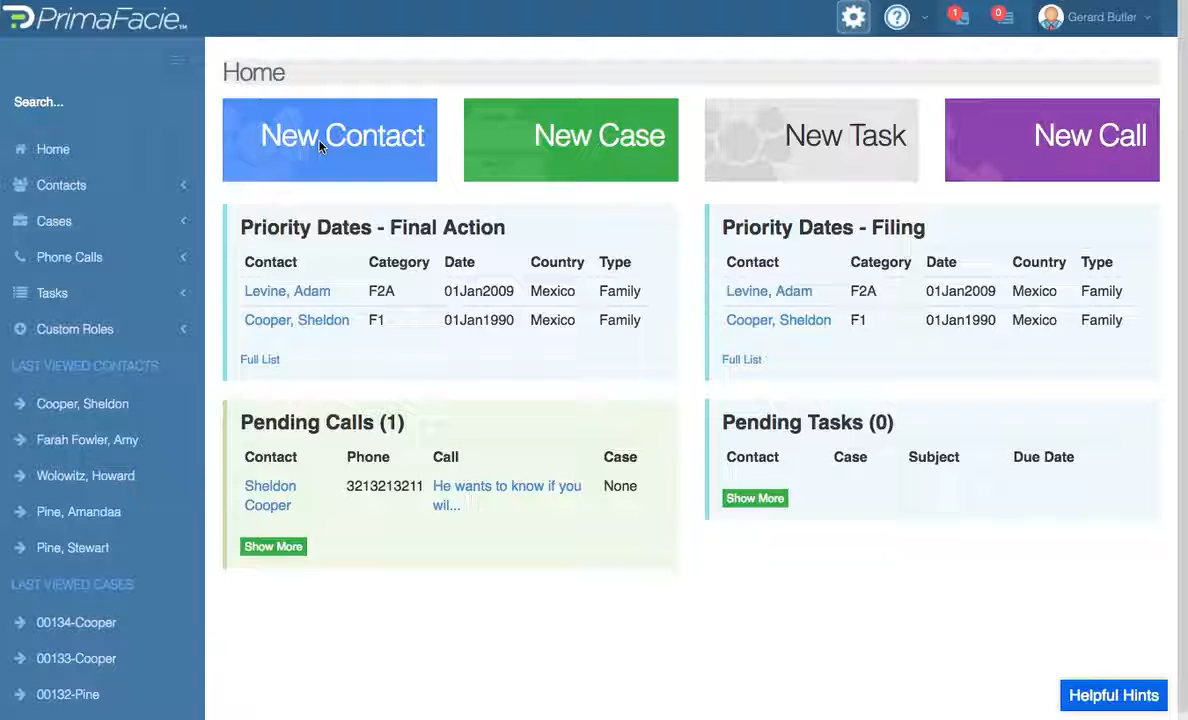 PrimaFacie™
1
0
Gerard Butler
Search...
Home
Contacts
Cases
Phone Calls
Tasks
Custom Roles
LAST VIEWED CONTACTS
Cooper, Sheldon
Farah Fowler, Amy
Wolowitz, Howard
Pine, Amandaa
Pine, Stewart
LAST VIEWED CASES
00134-Cooper
00133-Cooper
00132-Pine
Home
New Contact
New Case
New Task
New Call
Priority Dates - Final Action
Contact Category Date Country Type
Levine, Adam F2A 01Jan2009 Mexico Family
Cooper, Sheldon F1 01Jan1990 Mexico Family
Full List
Priority Dates - Filing
Contact Category Date Country Type
Levine, Adam F2A 01Jan2009 Mexico Family
Cooper, Sheldon F1 01Jan1990 Mexico Family
Full List
Pending Calls (1)
Contact Phone Call Case
Sheldon 3213213211 He wants to know if you None
Cooper wil...
Show More
Pending Tasks (0)
Contact Case Subject Due Date
Show More
Helpful Hints